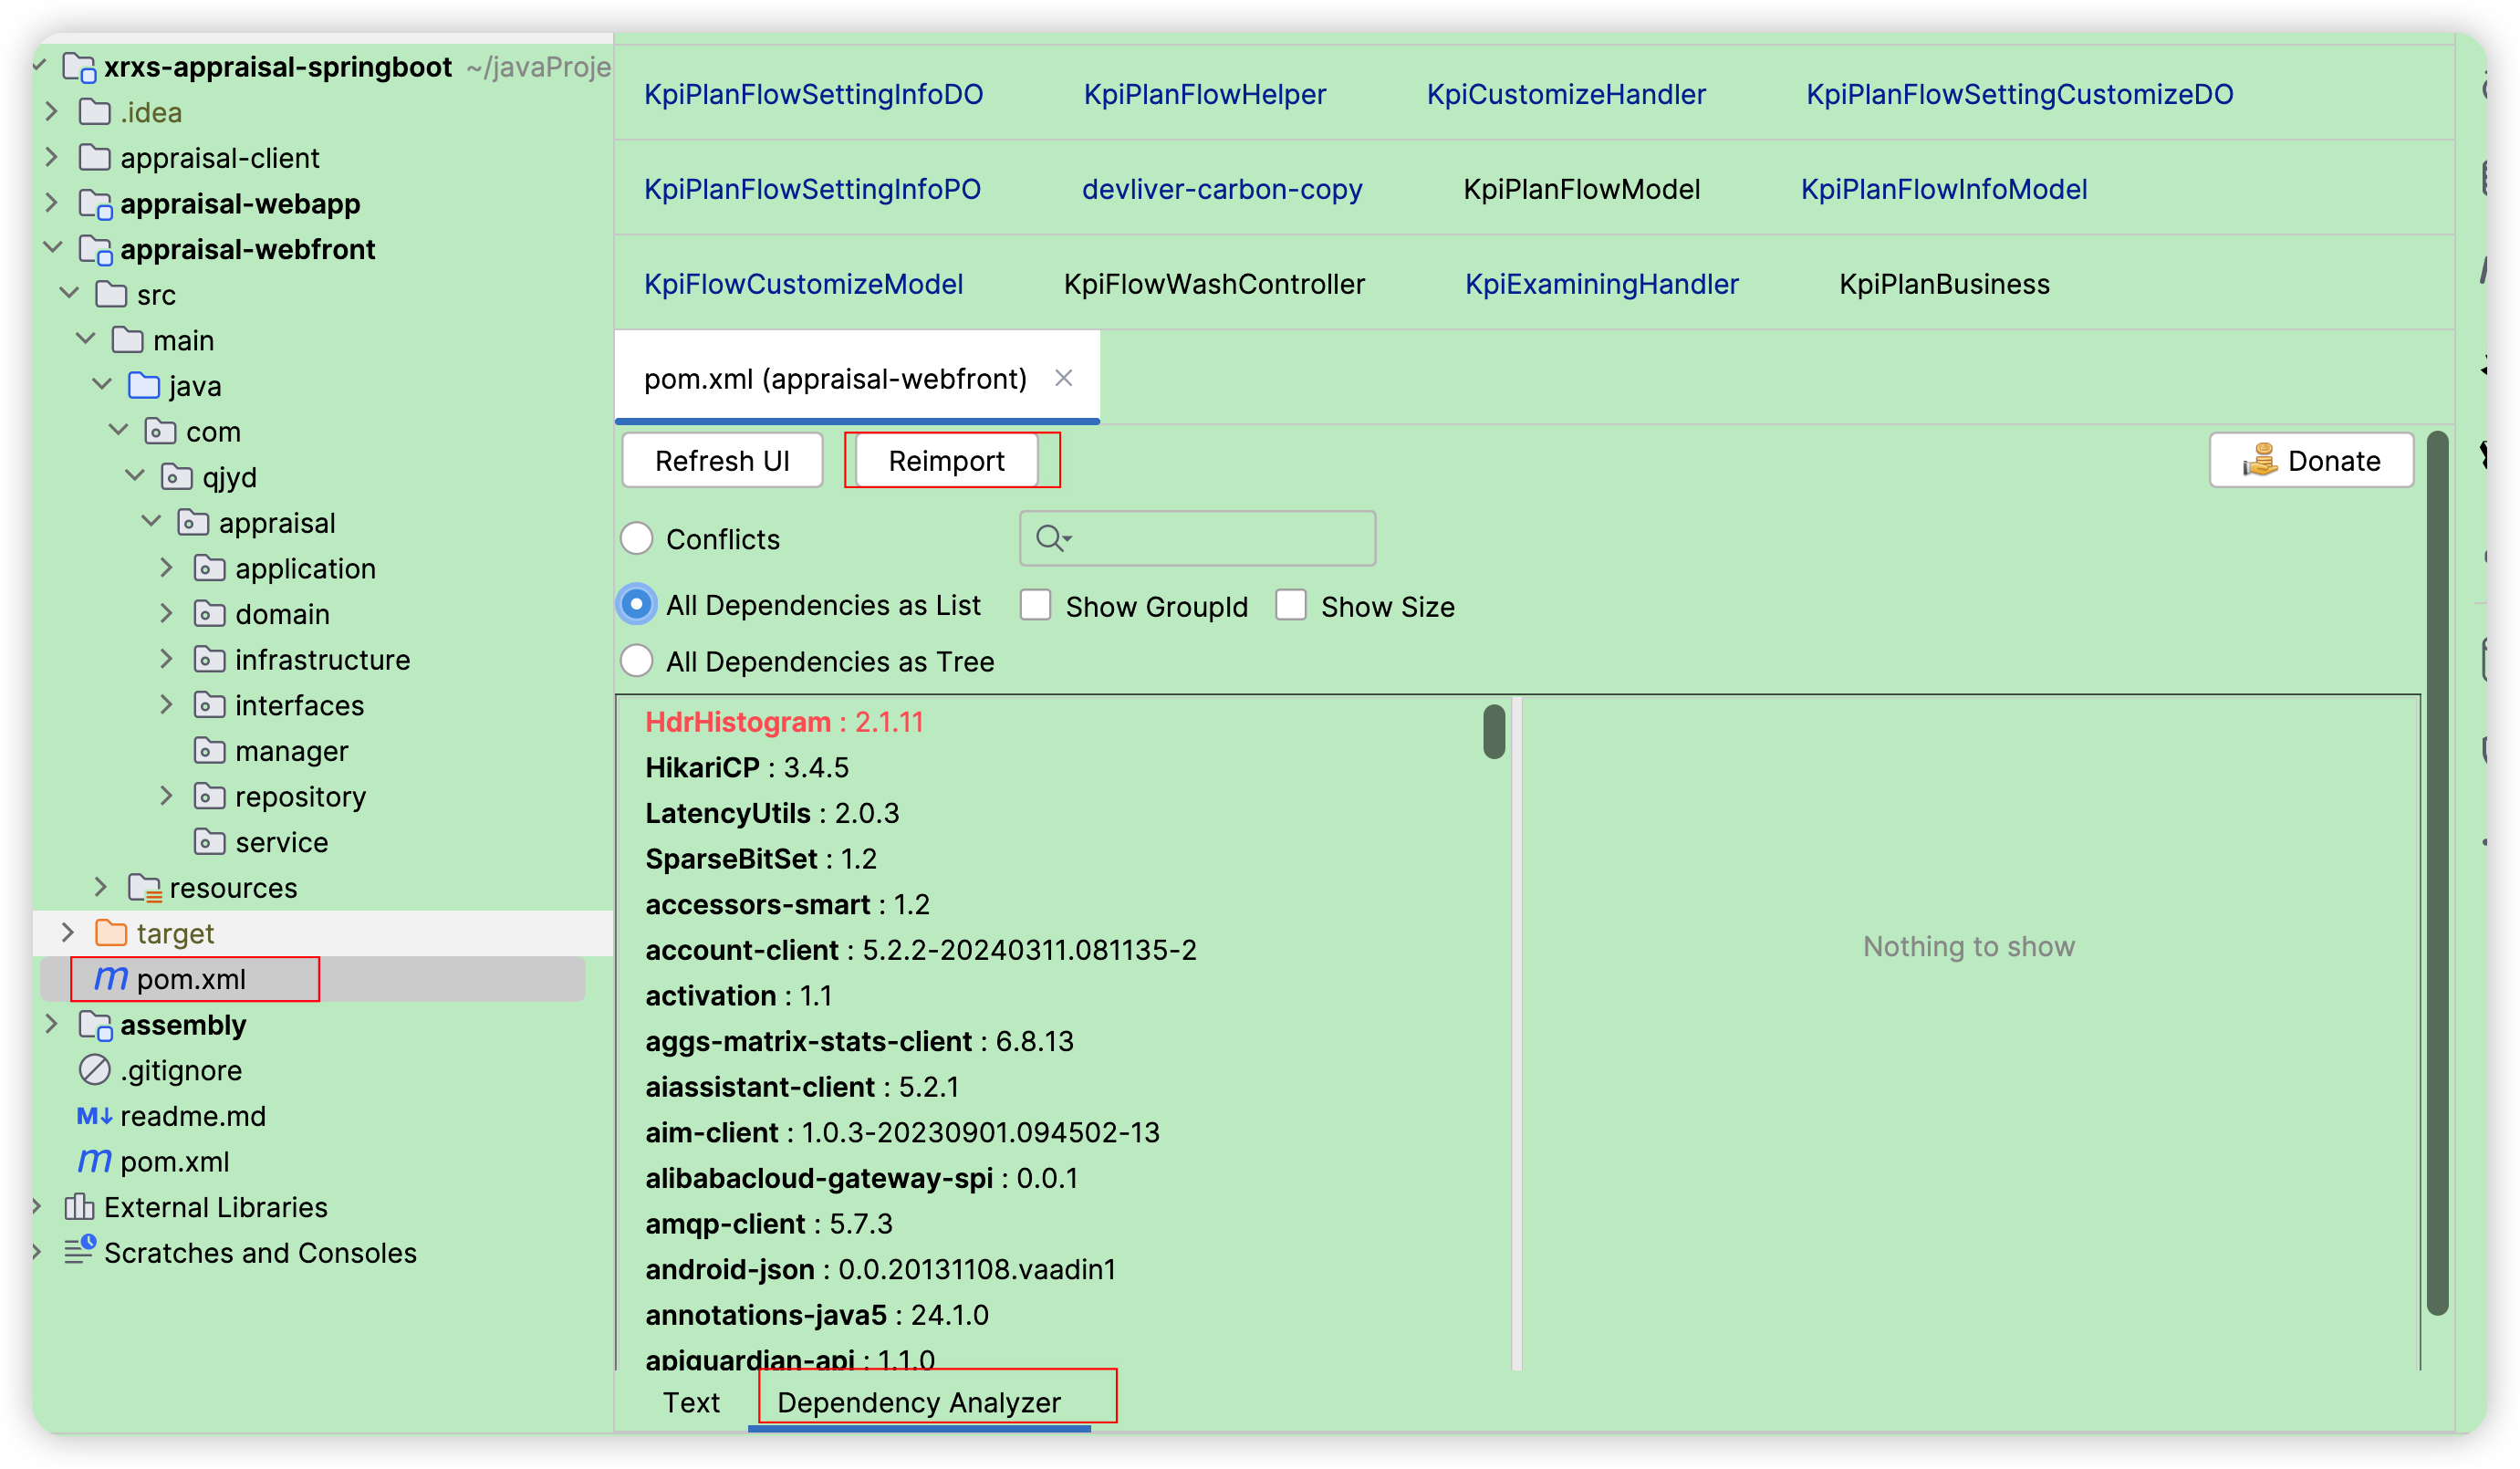 xrxs-appraisal-springboot ~/javaProje
.idea
appraisal-client
appraisal-webapp
appraisal-webfront
src
main
java
com
qjyd
appraisal
application
domain
infrastructure
interfaces
manager
repository
service
resources
target
pom.xml
assembly
.gitignore
readme.md
pom.xml
External Libraries
Scratches and Consoles
KpiPlanFlowSettingInfoDO KpiPlanFlowHelper KpiCustomizeHandler KpiPlanFlowSettingCustomizeDO
KpiPlanFlowSettingInfoPO devliver-carbon-copy KpiPlanFlowModel KpiPlanFlowInfoModel
KpiFlowCustomizeModel KpiFlowWashController KpiExaminingHandler KpiPlanBusiness
pom.xml (appraisal-webfront)
Refresh UI Reimport Donate
Conflicts
All Dependencies as List Show GroupId Show Size
All Dependencies as Tree
HdrHistogram : 2.1.11
HikariCP : 3.4.5
LatencyUtils : 2.0.3
SparseBitSet : 1.2
accessors-smart : 1.2
account-client : 5.2.2-20240311.081135-2
activation : 1.1
aggs-matrix-stats-client : 6.8.13
aiassistant-client : 5.2.1
aim-client : 1.0.3-20230901.094502-13
alibabacloud-gateway-spi : 0.0.1
amqp-client : 5.7.3
android-json : 0.0.20131108.vaadin1
annotations-java5 : 24.1.0
apiguardian-api : 1.1.0
Nothing to show
Text Dependency Analyzer